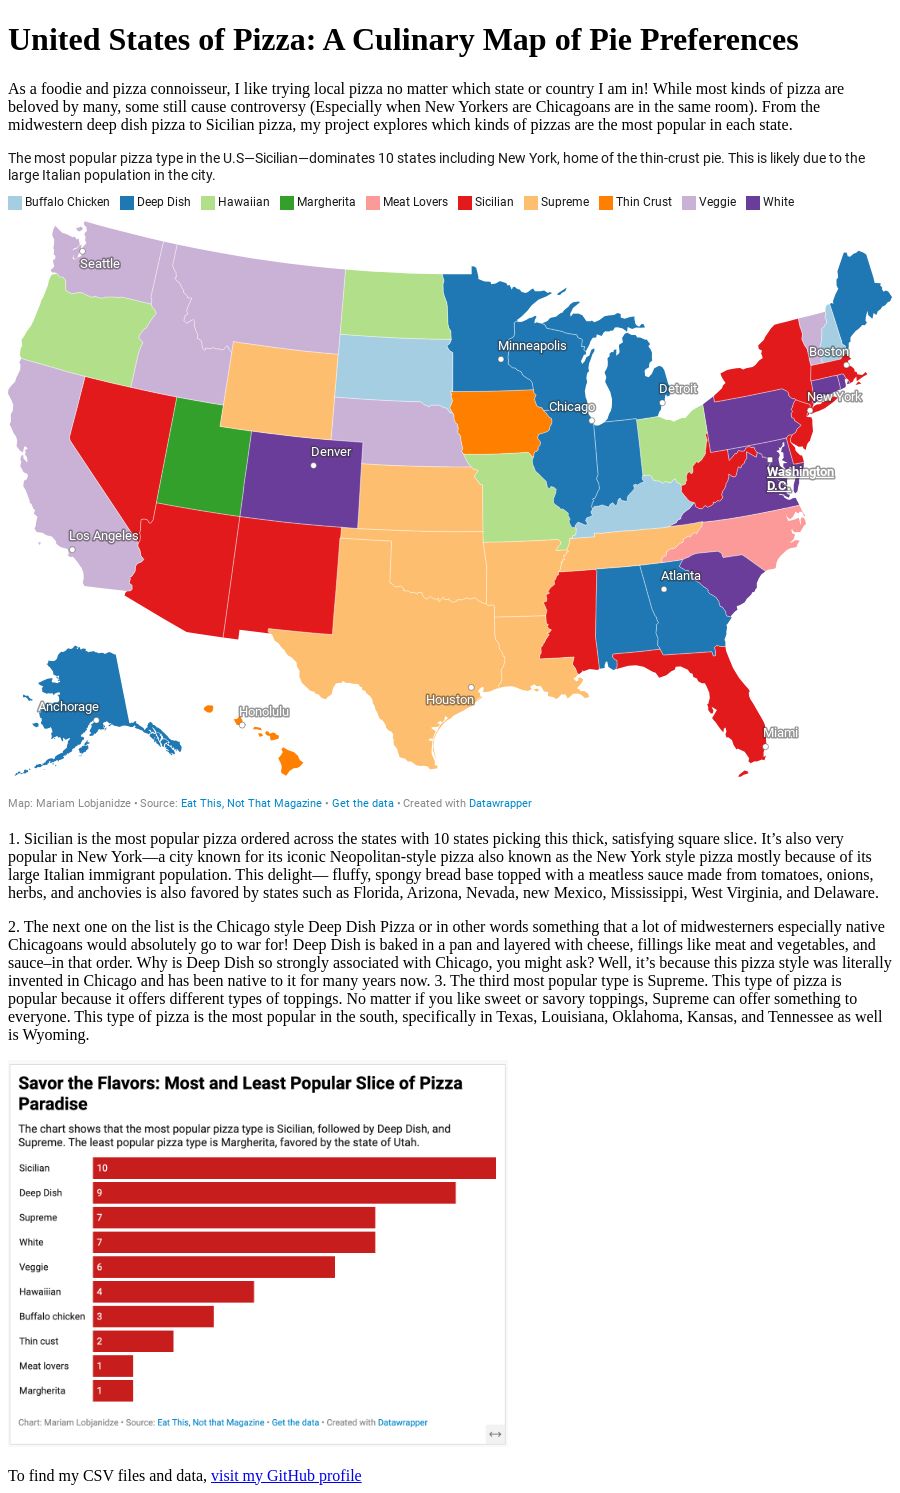 United States of Pizza: A Culinary Map of Pie Preferences
As a foodie and pizza connoisseur, I like trying local pizza no matter which state or country I am in! While most kinds of pizza are
beloved by many, some still cause controversy (Especially when New Yorkers are Chicagoans are in the same room). From the
midwestern deep dish pizza to Sicilian pizza, my project explores which kinds of pizzas are the most popular in each state.
The most popular pizza type in the U.S—Sicilian—dominates 10 states including New York, home of the thin-crust pie. This is likely due to the
large Italian population in the city.
Buffalo Chicken Deep Dish Hawaiian Margherita Meat Lovers Sicilian Supreme Thin Crust Veggie White
Seattle
Minneapolis
Boston
Detroit
New York
Chicago
Denver
Washington
D.C.
Los Angeles
Atlanta
Houston
Anchorage
Honolulu
Miami
Map: Mariam Lobjanidze • Source: Eat This, Not That Magazine • Get the data • Created with Datawrapper
1. Sicilian is the most popular pizza ordered across the states with 10 states picking this thick, satisfying square slice. It’s also very
popular in New York—a city known for its iconic Neopolitan-style pizza also known as the New York style pizza mostly because of its
large Italian immigrant population. This delight— fluffy, spongy bread base topped with a meatless sauce made from tomatoes, onions,
herbs, and anchovies is also favored by states such as Florida, Arizona, Nevada, new Mexico, Mississippi, West Virginia, and Delaware.
2. The next one on the list is the Chicago style Deep Dish Pizza or in other words something that a lot of midwesterners especially native
Chicagoans would absolutely go to war for! Deep Dish is baked in a pan and layered with cheese, fillings like meat and vegetables, and
sauce–in that order. Why is Deep Dish so strongly associated with Chicago, you might ask? Well, it’s because this pizza style was literally
invented in Chicago and has been native to it for many years now. 3. The third most popular type is Supreme. This type of pizza is
popular because it offers different types of toppings. No matter if you like sweet or savory toppings, Supreme can offer something to
everyone. This type of pizza is the most popular in the south, specifically in Texas, Louisiana, Oklahoma, Kansas, and Tennessee as well
is Wyoming.
Savor the Flavors: Most and Least Popular Slice of Pizza
Paradise
The chart shows that the most popular pizza type is Sicilian, followed by Deep Dish, and
Supreme. The least popular pizza type is Margherita, favored by the state of Utah.
Sicilian 10
Deep Dish 9
Supreme 7
White 7
Veggie 6
Hawaiiian 4
Buffalo chicken 3
Thin cust 2
Meat lovers 1
Margherita 1
Chart: Mariam Lobjanidze • Source: Eat This, Not that Magazine • Get the data • Created with Datawrapper
To find my CSV files and data, visit my GitHub profile